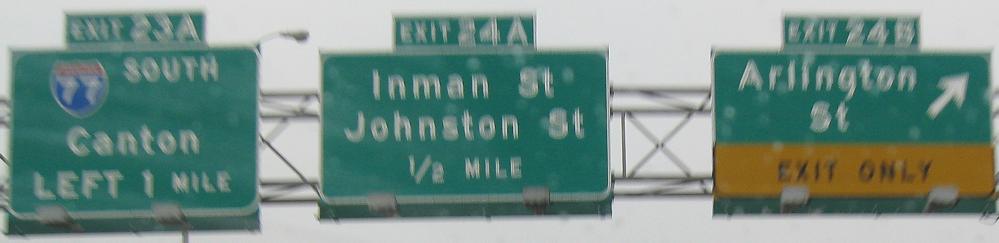 EXIT 23A
77 SOUTH
Canton
LEFT 1 MILE
EXIT 24A
Inman St
Johnston St
1/2 MILE
EXIT 24B
Arlington
St
EXIT ONLY